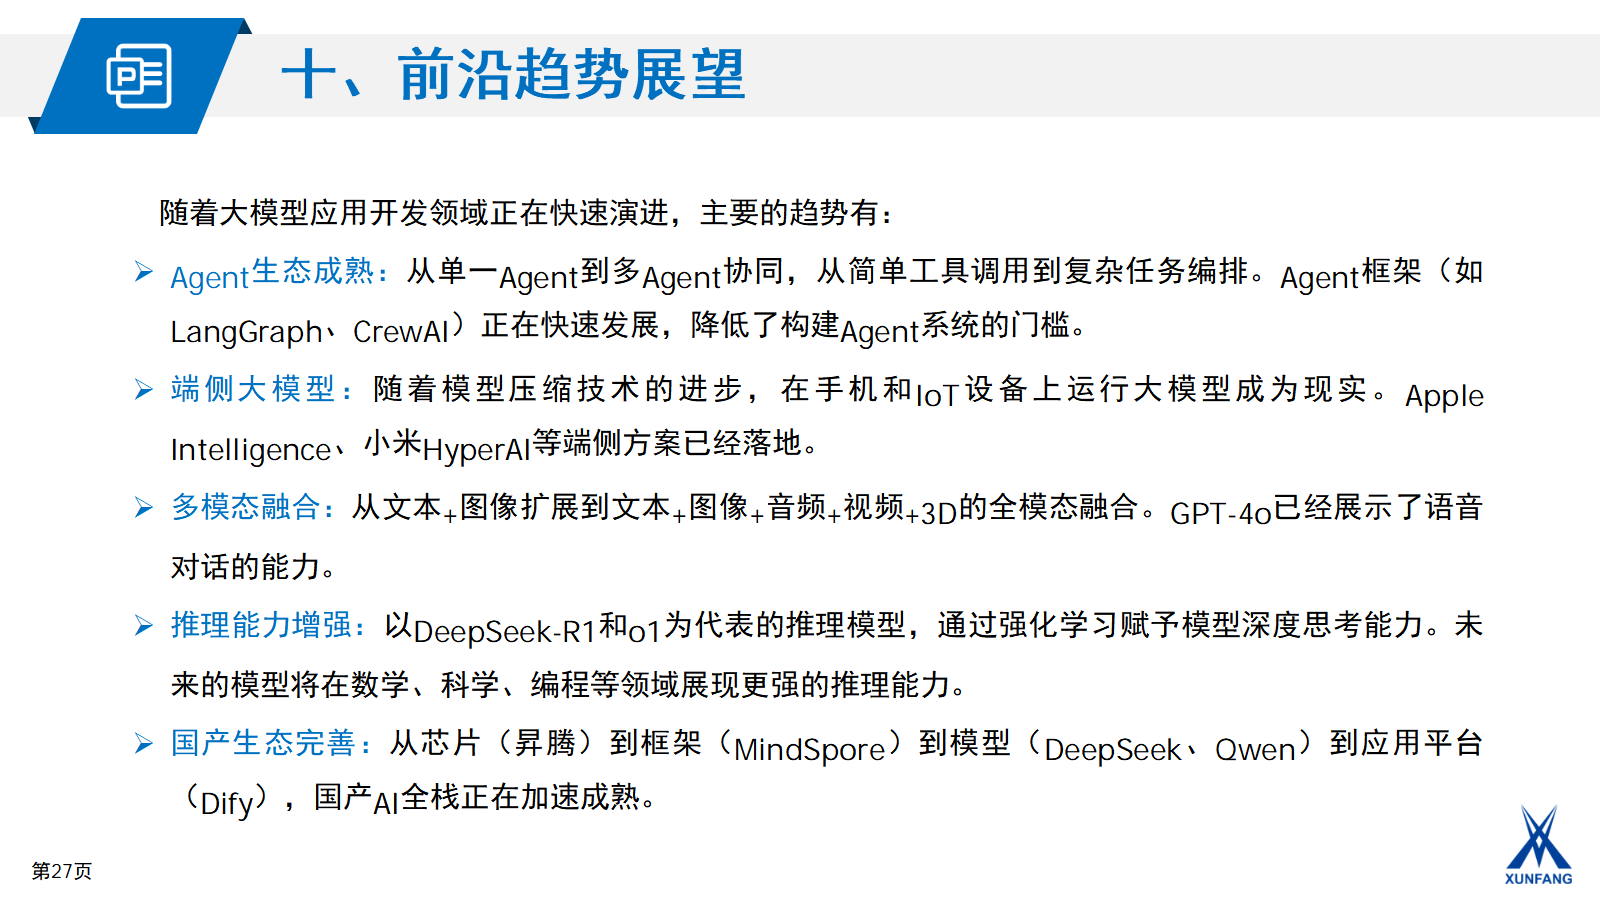 十、前沿趋势展望
随着大模型应用开发领域正在快速演进，主要的趋势有：
Agent生态成熟：从单一Agent到多Agent协同，从简单工具调用到复杂任务编排。Agent框架（如
LangGraph、CrewAI）正在快速发展，降低了构建Agent系统的门槛。
端侧大模型：随着模型压缩技术的进步，在手机和IoT设备上运行大模型成为现实。Apple
Intelligence、小米HyperAI等端侧方案已经落地。
多模态融合：从文本+图像扩展到文本+图像+音频+视频+3D的全模态融合。GPT-4o已经展示了语音
对话的能力。
推理能力增强：以DeepSeek-R1和o1为代表的推理模型，通过强化学习赋予模型深度思考能力。未
来的模型将在数学、科学、编程等领域展现更强的推理能力。
国产生态完善：从芯片（昇腾）到框架（MindSpore）到模型（DeepSeek、Qwen）到应用平台
（Dify），国产AI全栈正在加速成熟。
第27页
XUNFANG